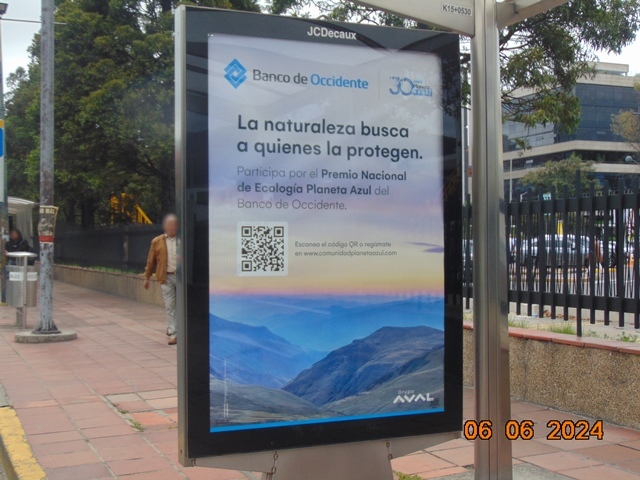 K15+0530
JCDecaux
Banco de Occidente
30
La naturaleza busca
a quienes la protegen.
Participa por el Premio Nacional
de Ecología Planeta Azul del
Banco de Occidente.
Escanea el código QR o regístrate
en www.comunidadplanetaazul.com
Grupo
AVAL
06 06 2024